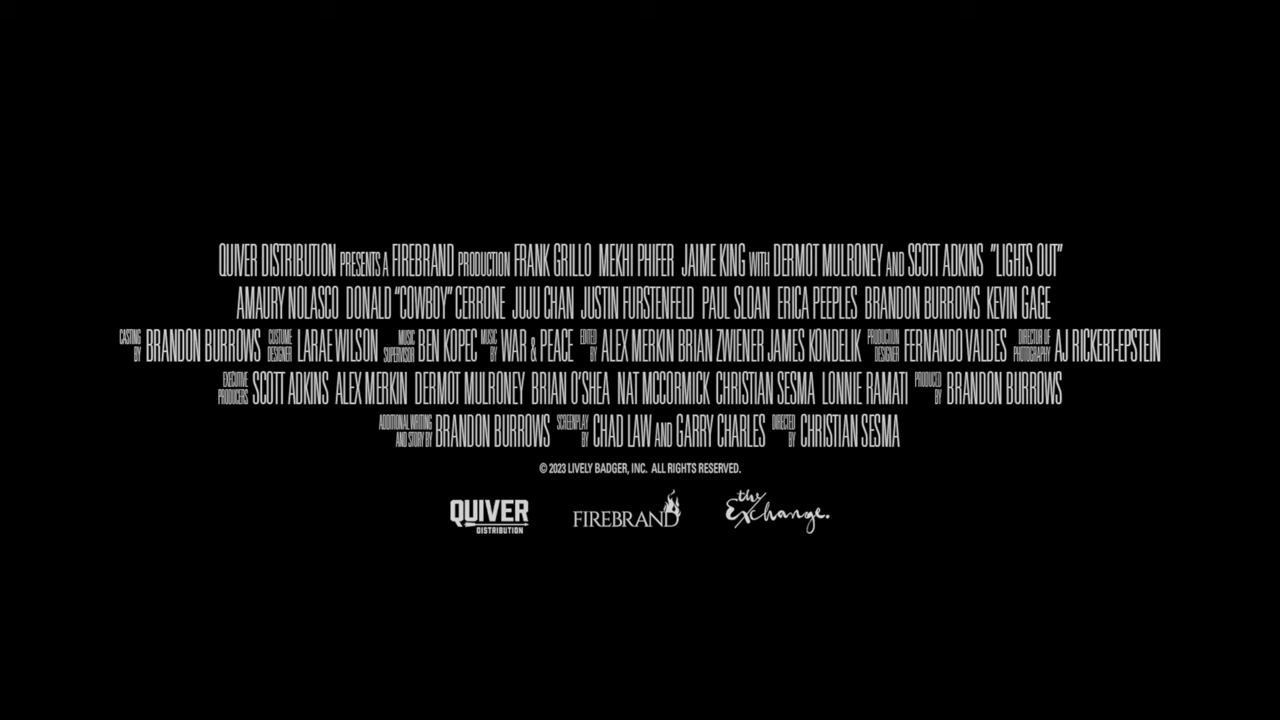 QUIVER DISTRIBUTION PRESENTS A FIREBRAND PRODUCTION FRANK GRILLO MEKHI PHIFER JAIME KING WITH DERMOT MULRONEY AND SCOTT ADKINS "LIGHTS OUT"
AMAURY NOLASCO DONALD "COWBOY" CERRONE JUJU CHAN JUSTIN FURSTENFELD PAUL SLOAN ERICA PEEPLES BRANDON BURROWS KEVIN GAGE
CASTING BY BRANDON BURROWS COSTUME DESIGNER LARAE WILSON MUSIC SUPERVISOR BEN KOPEC MUSIC BY WAR & PEACE EDITED BY ALEX MERKIN BRIAN ZWIENER JAMES KONDELIK PRODUCTION DESIGNER FERNANDO VALDES DIRECTOR OF PHOTOGRAPHY AJ RICKERT-EPSTEIN
EXECUTIVE PRODUCERS SCOTT ADKINS ALEX MERKIN DERMOT MULRONEY BRIAN O'SHEA NAT MCCORMICK CHRISTIAN SESMA LONNIE RAMATI PRODUCED BY BRANDON BURROWS
ADDITIONAL WRITING AND STORY BY BRANDON BURROWS SCREENPLAY BY CHAD LAW AND GARRY CHARLES DIRECTED BY CHRISTIAN SESMA
© 2023 LIVELY BADGER, INC. ALL RIGHTS RESERVED.
QUIVER DISTRIBUTION FIREBRAND the Exchange.